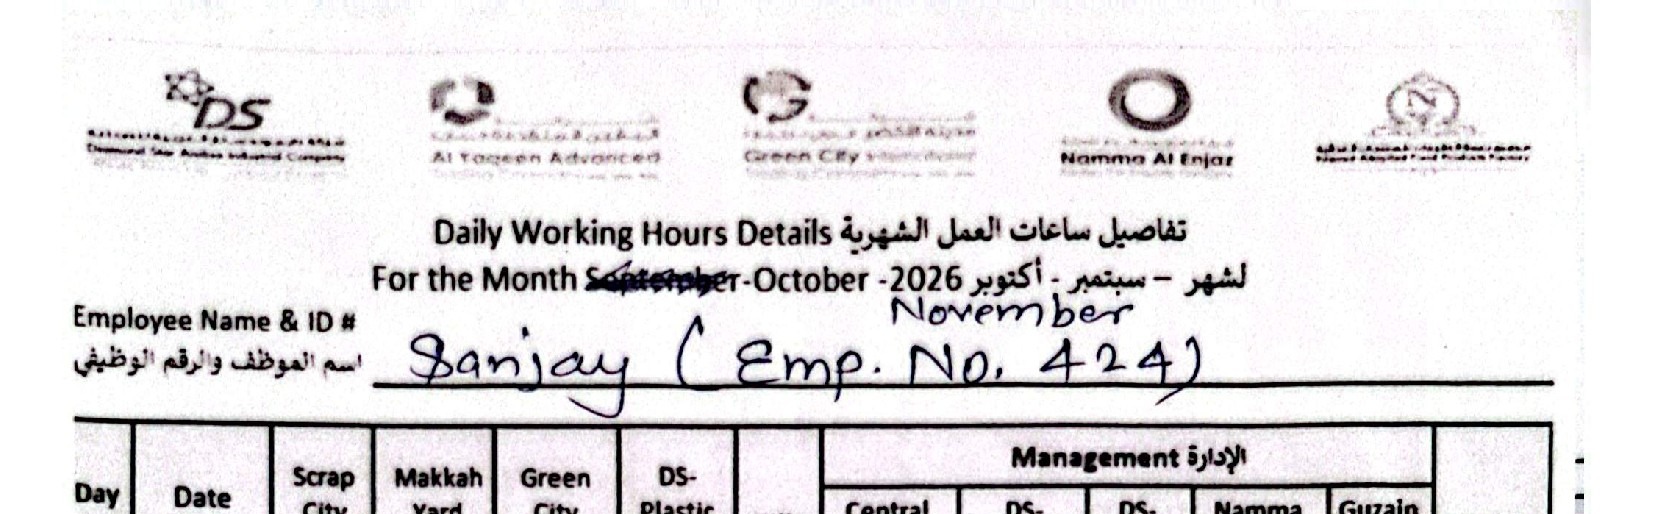 DS
Al Taqeen Advanced
Green City
Namma Al Enjaz
N
Daily Working Hours Details تفاصيل ساعات العمل الشهرية
For the Month September-October -2026 لشهر – سبتمبر - أكتوبر
November
Employee Name & ID #
اسم الموظف والرقم الوظيفي
Sanjay (Emp. No. 424)
Management الإدارة
Day Date Scrap City Makkah Yard Green City DS-Plastic
Central DS- DS- Namma Guzain